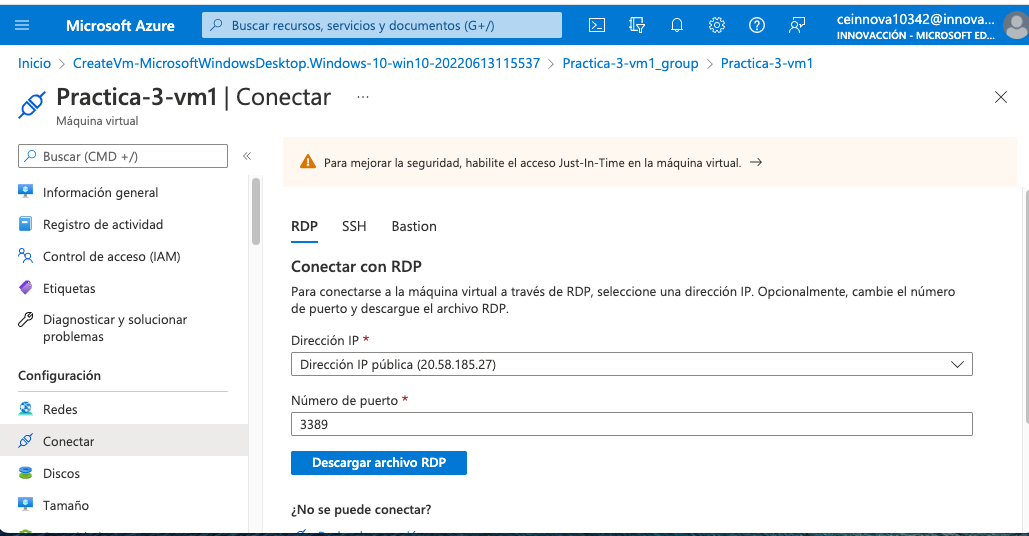 Microsoft Azure
Buscar recursos, servicios y documentos (G+/)
ceinnova10342@innova...
INNOVACCIÓN - MICROSOFT ED...
Inicio > CreateVm-MicrosoftWindowsDesktop.Windows-10-win10-20220613115537 > Practica-3-vm1_group > Practica-3-vm1
Practica-3-vm1 | Conectar ...
Máquina virtual
Buscar (CMD +/)
«
Información general
Registro de actividad
Control de acceso (IAM)
Etiquetas
Diagnosticar y solucionar
problemas
Configuración
Redes
Conectar
Discos
Tamaño
Para mejorar la seguridad, habilite el acceso Just-In-Time en la máquina virtual. →
RDP SSH Bastion
Conectar con RDP
Para conectarse a la máquina virtual a través de RDP, seleccione una dirección IP. Opcionalmente, cambie el número
de puerto y descargue el archivo RDP.
Dirección IP *
Dirección IP pública (20.58.185.27)
Número de puerto *
3389
Descargar archivo RDP
¿No se puede conectar?